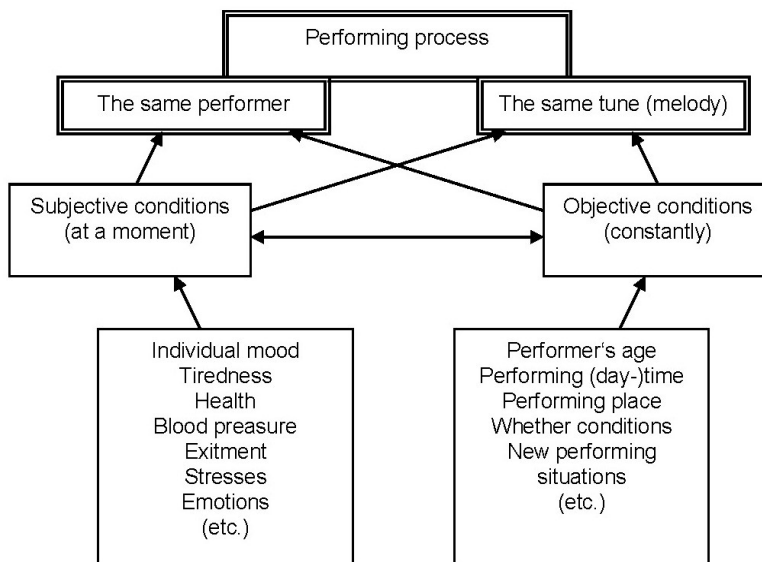 Performing process
The same performer
The same tune (melody)
Subjective conditions
(at a moment)
Objective conditions
(constantly)
Individual mood
Tiredness
Health
Blood preasure
Exitment
Stresses
Emotions
(etc.)
Performer‘s age
Performing (day-)time
Performing place
Whether conditions
New performing
situations
(etc.)